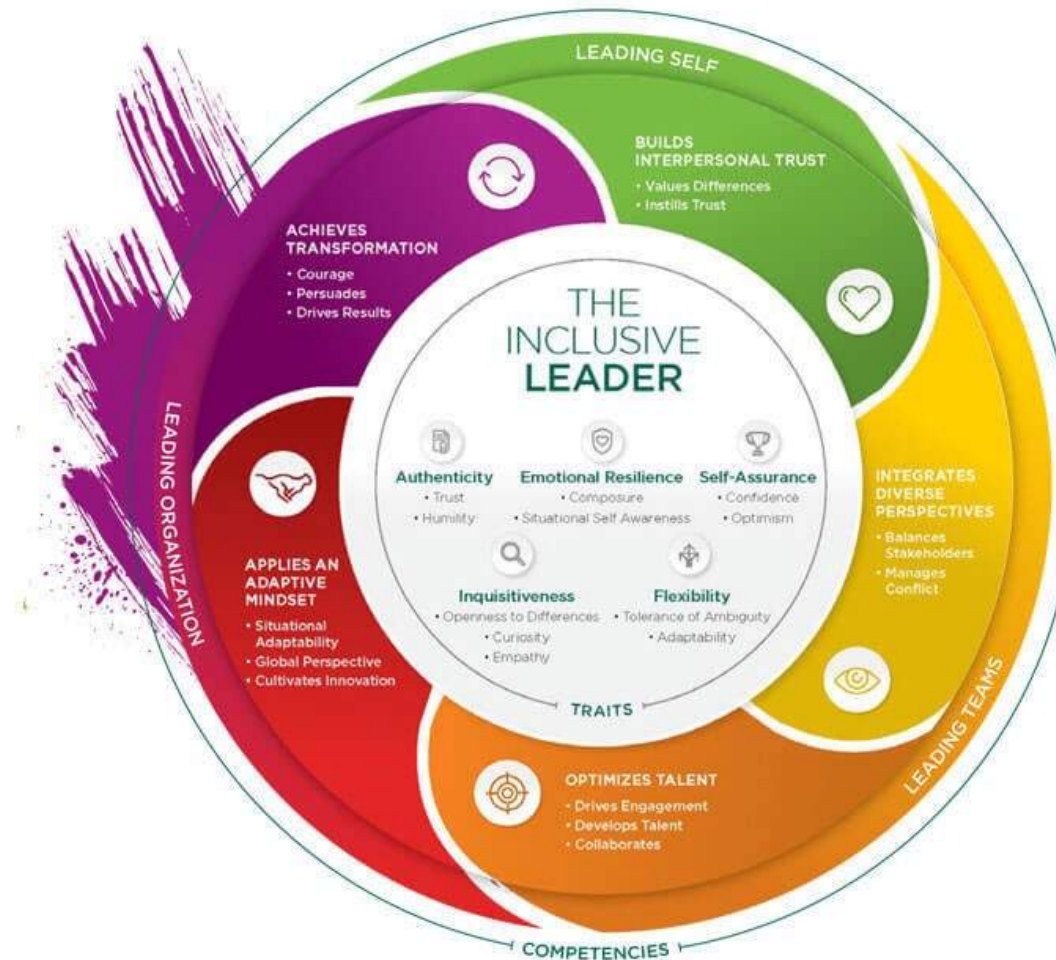 LEADING SELF
BUILDS
INTERPERSONAL TRUST
• Values Differences
• Instills Trust
ACHIEVES
TRANSFORMATION
• Courage
• Persuades
• Drives Results
THE
INCLUSIVE
LEADER
Authenticity
• Trust
• Humility
Emotional Resilience
• Composure
• Situational Self Awareness
Self-Assurance
• Confidence
• Optimism
Inquisitiveness
• Openness to Differences
• Curiosity
• Empathy
Flexibility
• Tolerance of Ambiguity
• Adaptability
TRAITS
INTEGRATES
DIVERSE
PERSPECTIVES
• Balances
Stakeholders
• Manages
Conflict
LEADING TEAMS
OPTIMIZES TALENT
• Drives Engagement
• Develops Talent
• Collaborates
APPLIES AN
ADAPTIVE
MINDSET
• Situational
Adaptability
• Global Perspective
• Cultivates Innovation
LEADING ORGANIZATION
COMPETENCIES